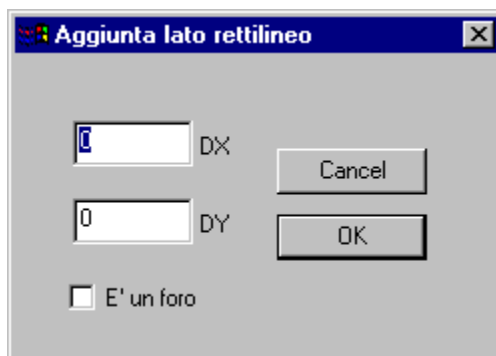 Aggiunta lato rettilineo
0 DX
Cancel
0 DY
OK
E' un foro